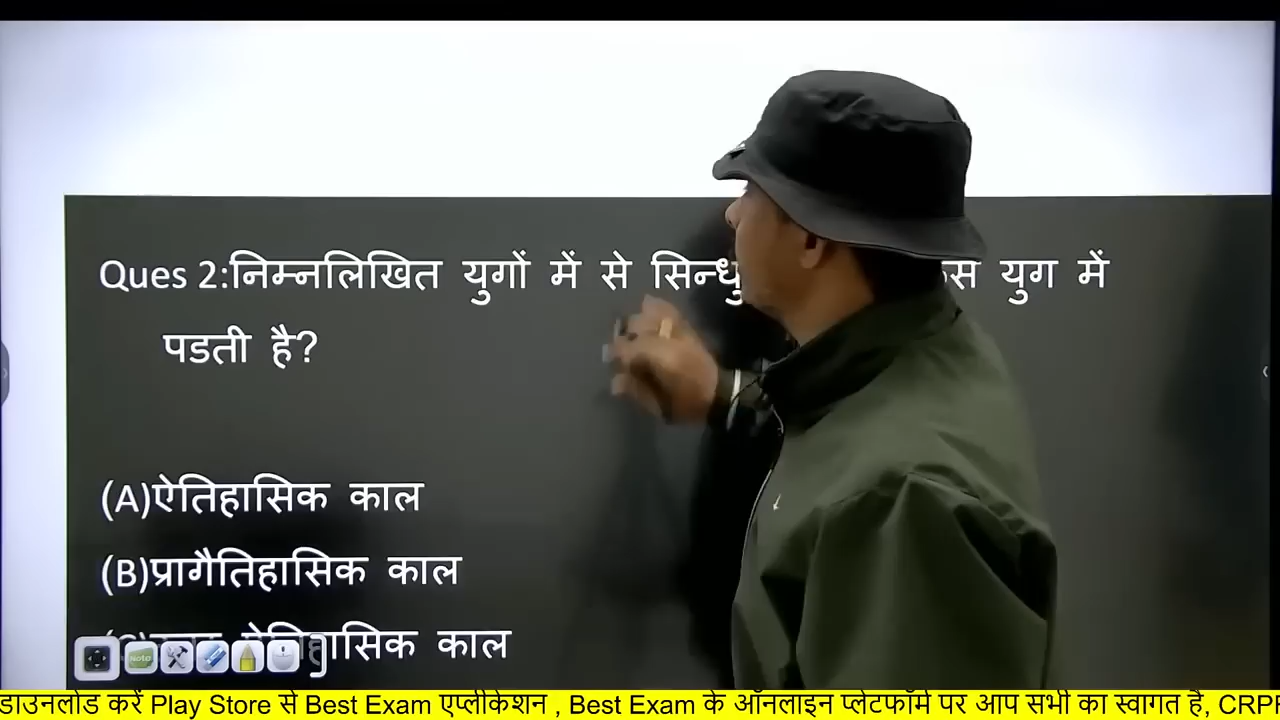 Ques 2:निम्नलिखित युगों में से युग में
पडती है?
(A)ऐतिहासिक काल
(B)प्रागैतिहासिक काल
काल
Note
डाउनलोड करें Play Store से Best Exam एप्लीकेशन , Best Exam के ऑनलाइन प्लेटफॉर्म पर आप सभी का स्वागत है,